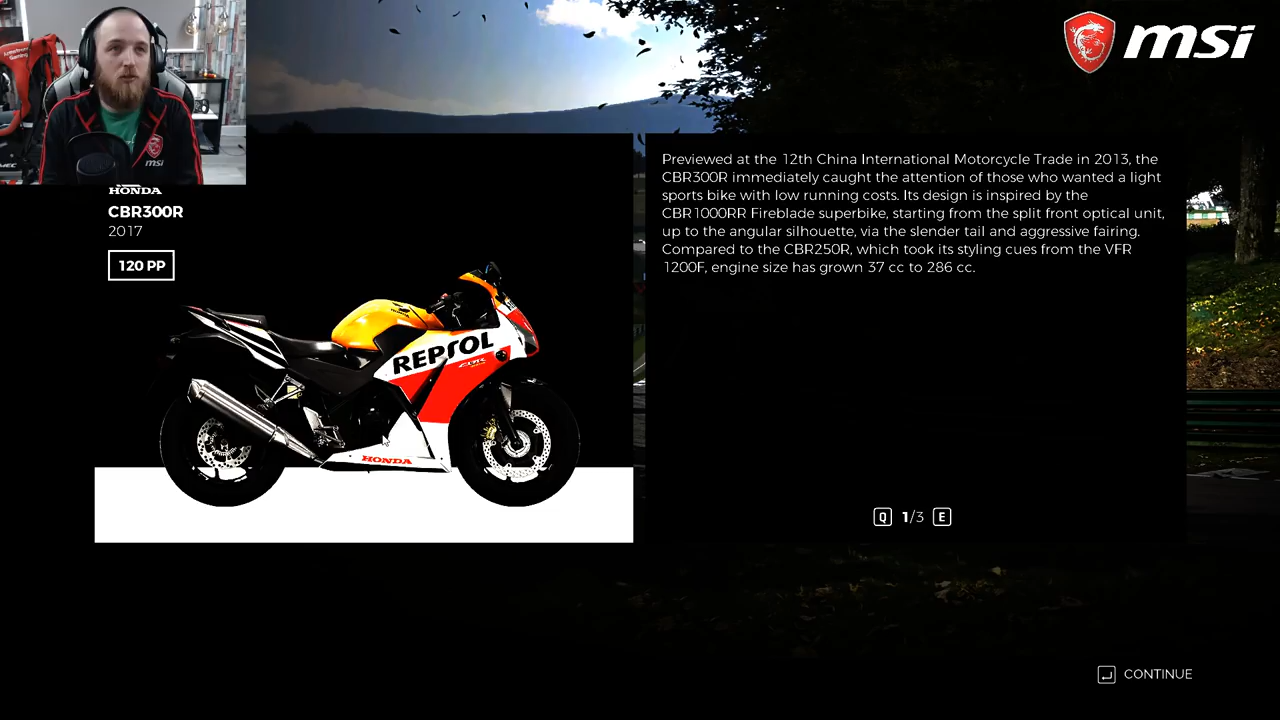 msi
msi
HONDA
CBR300R
2017
120 PP
REPSOL
HONDA
Previewed at the 12th China International Motorcycle Trade in 2013, the
CBR300R immediately caught the attention of those who wanted a light
sports bike with low running costs. Its design is inspired by the
CBR1000RR Fireblade superbike, starting from the split front optical unit,
up to the angular silhouette, via the slender tail and aggressive fairing.
Compared to the CBR250R, which took its styling cues from the VFR
1200F, engine size has grown 37 cc to 286 cc.
Q 1/3 E
CONTINUE